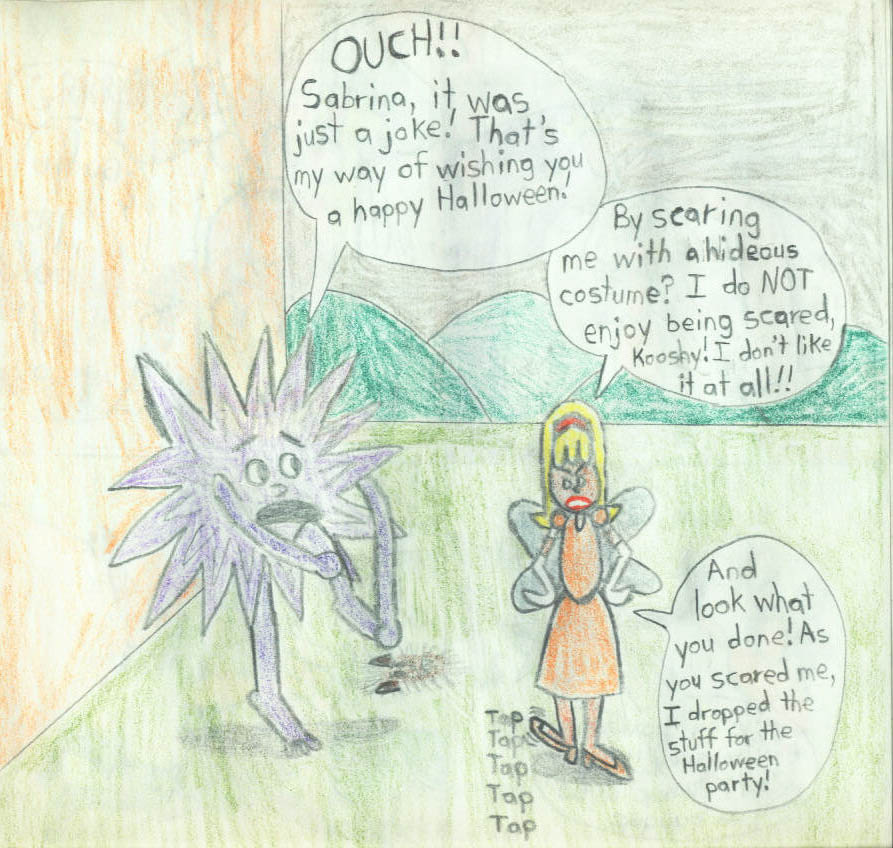 OUCH!!
Sabrina, it was
just a joke! That's
my way of wishing you
a happy Halloween!
By scaring
me with a hideous
costume? I do NOT
enjoy being scared,
Kooshy! I don't like
it at all!!
And
look what
you done! As
you scared me,
I dropped the
stuff for the
Halloween
party!
Tap
Tap
Tap
Tap
Tap